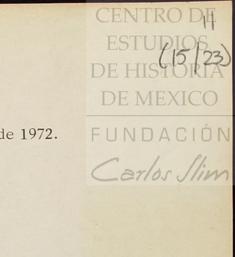 CENTRO DE
14
ESTUDIOS
(15/23)
DE HISTORIA
DE MEXICO
de 1972.
FUNDACIÓN
Carlos Slim